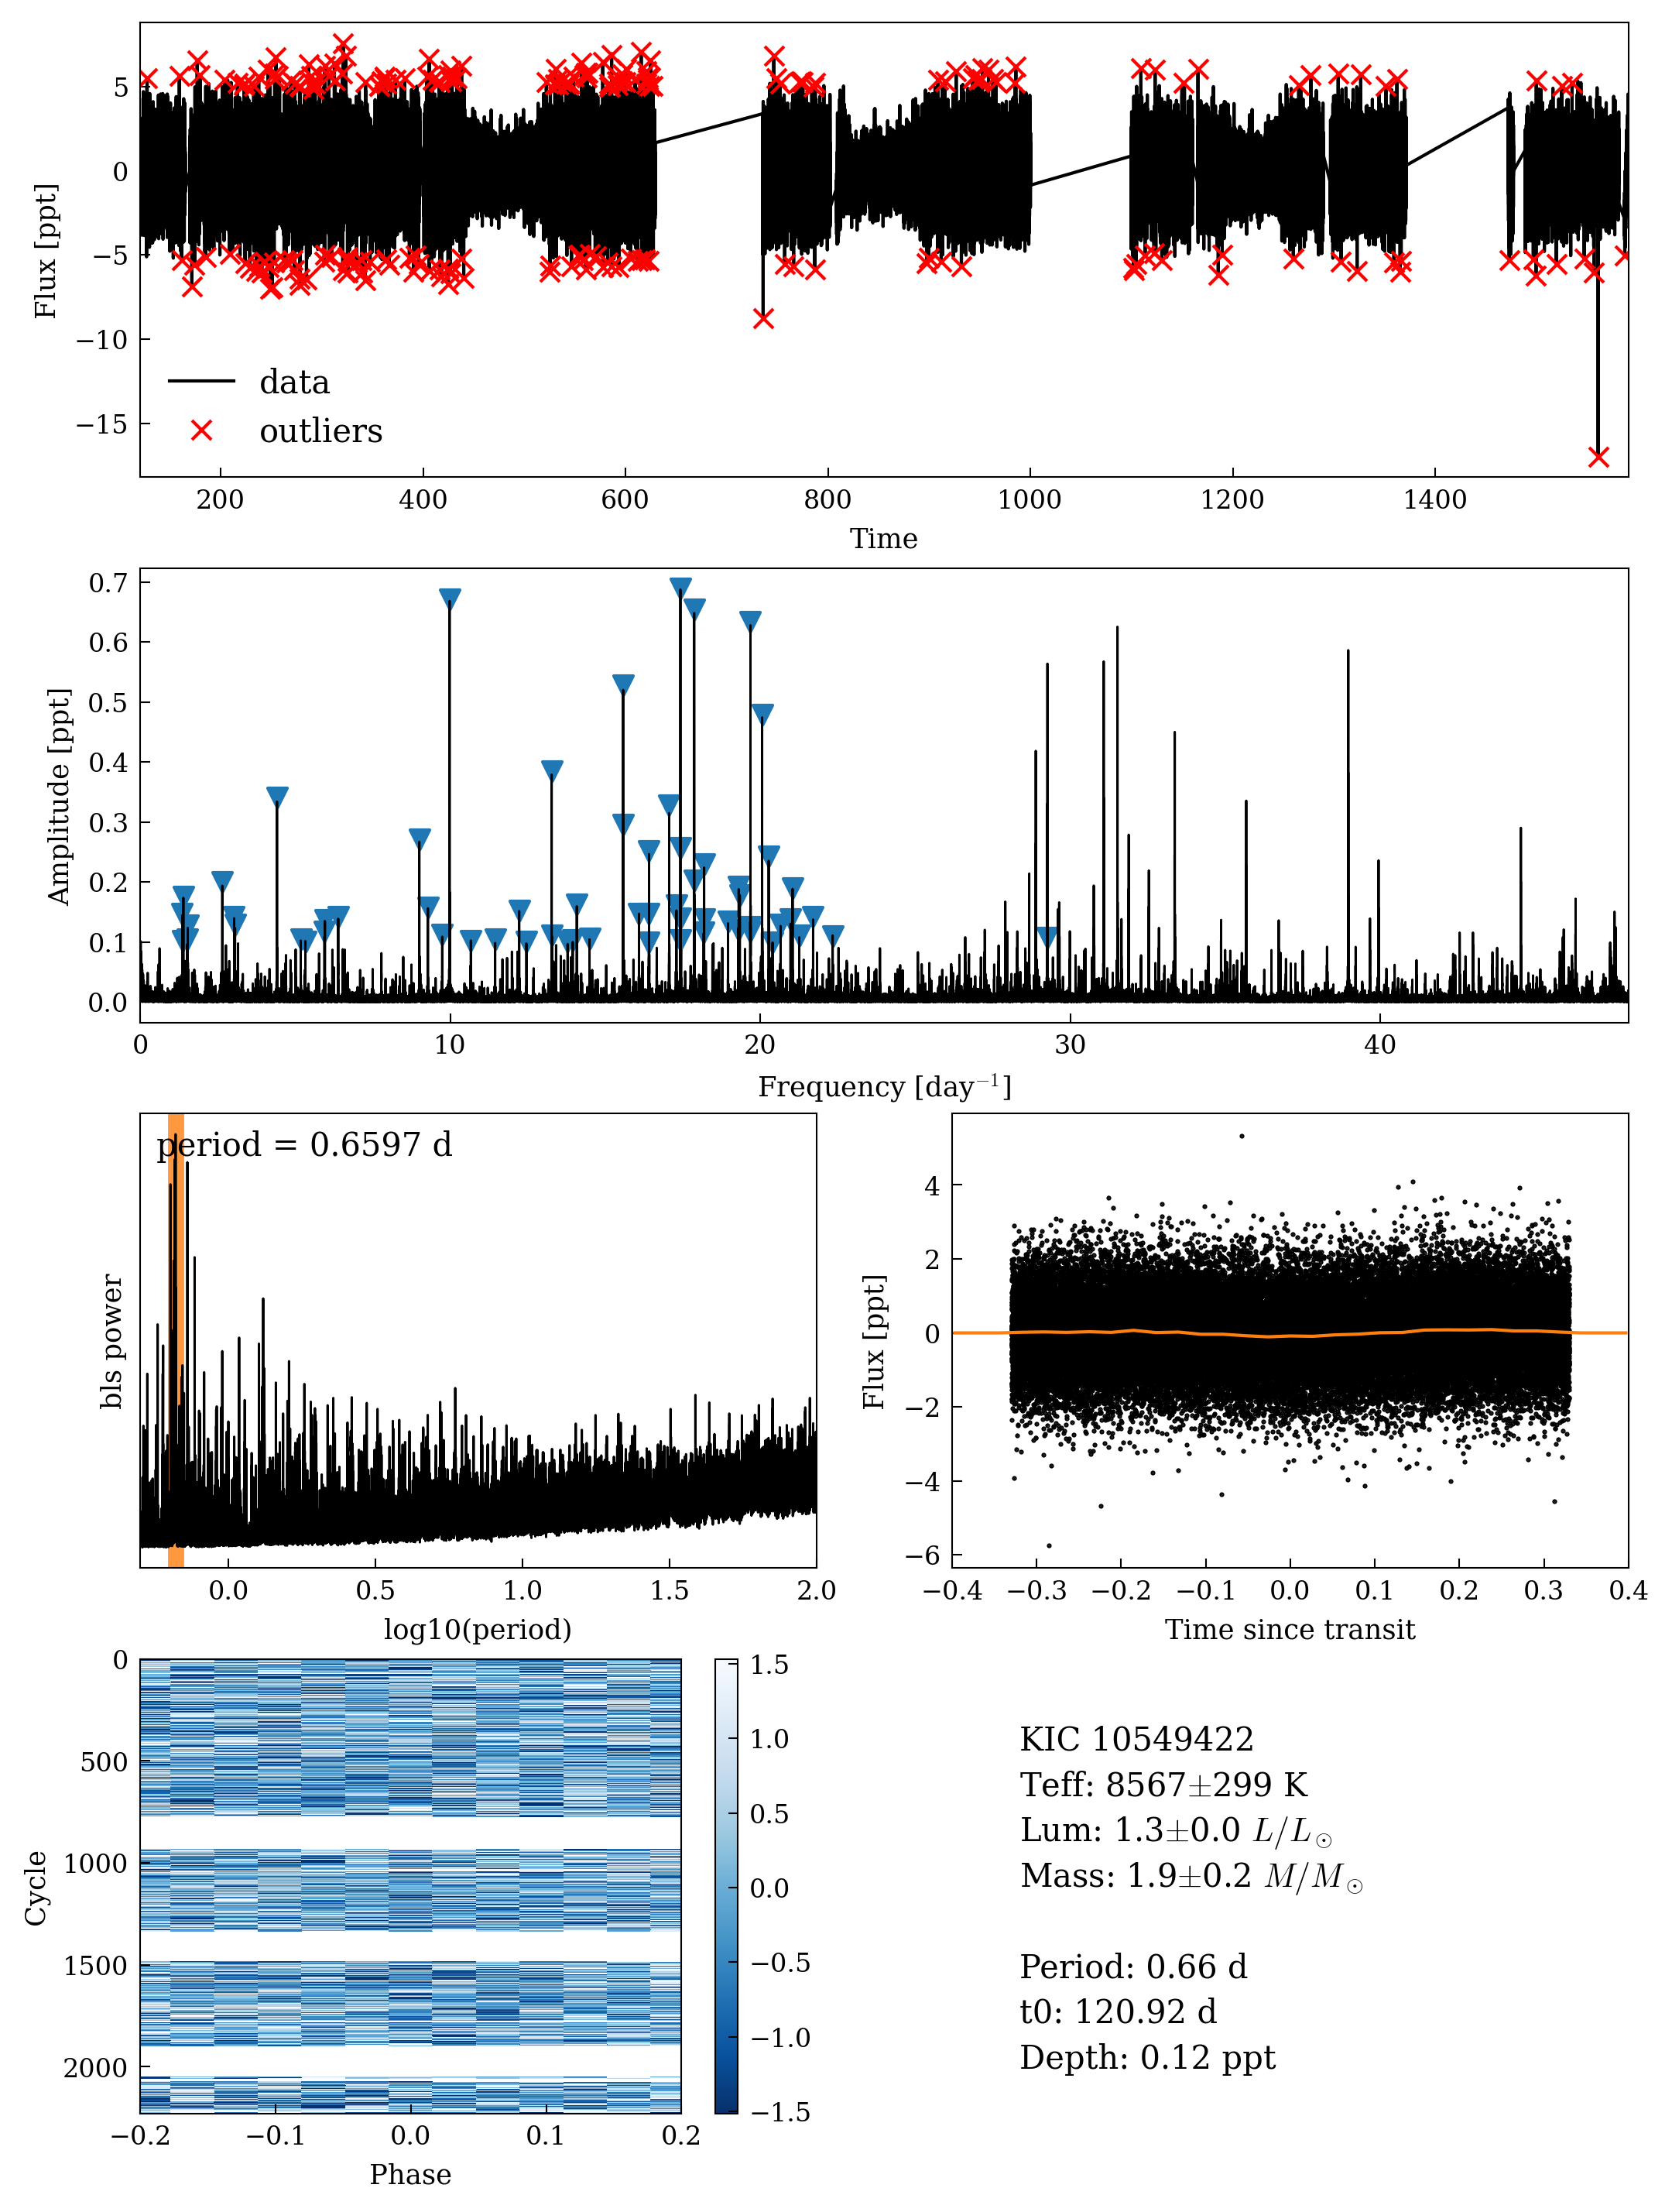 5
0
−5
−10
−15
Flux [ppt]
data
outliers
200 400 600 800 1000 1200 1400
Time
0.7
0.6
0.5
0.4
0.3
0.2
0.1
0.0
Amplitude [ppt]
0 10 20 30 40
Frequency [day⁻¹]
period = 0.6597 d
bls power
0.0 0.5 1.0 1.5 2.0
log10(period)
4
2
0
−2
−4
−6
Flux [ppt]
−0.4 −0.3 −0.2 −0.1 0.0 0.1 0.2 0.3 0.4
Time since transit
0
500
1000
1500
2000
Cycle
−0.2 −0.1 0.0 0.1 0.2
Phase
1.5
1.0
0.5
0.0
−0.5
−1.0
−1.5
KIC 10549422
Teff: 8567±299 K
Lum: 1.3±0.0 L/L☉
Mass: 1.9±0.2 M/M☉
Period: 0.66 d
t0: 120.92 d
Depth: 0.12 ppt